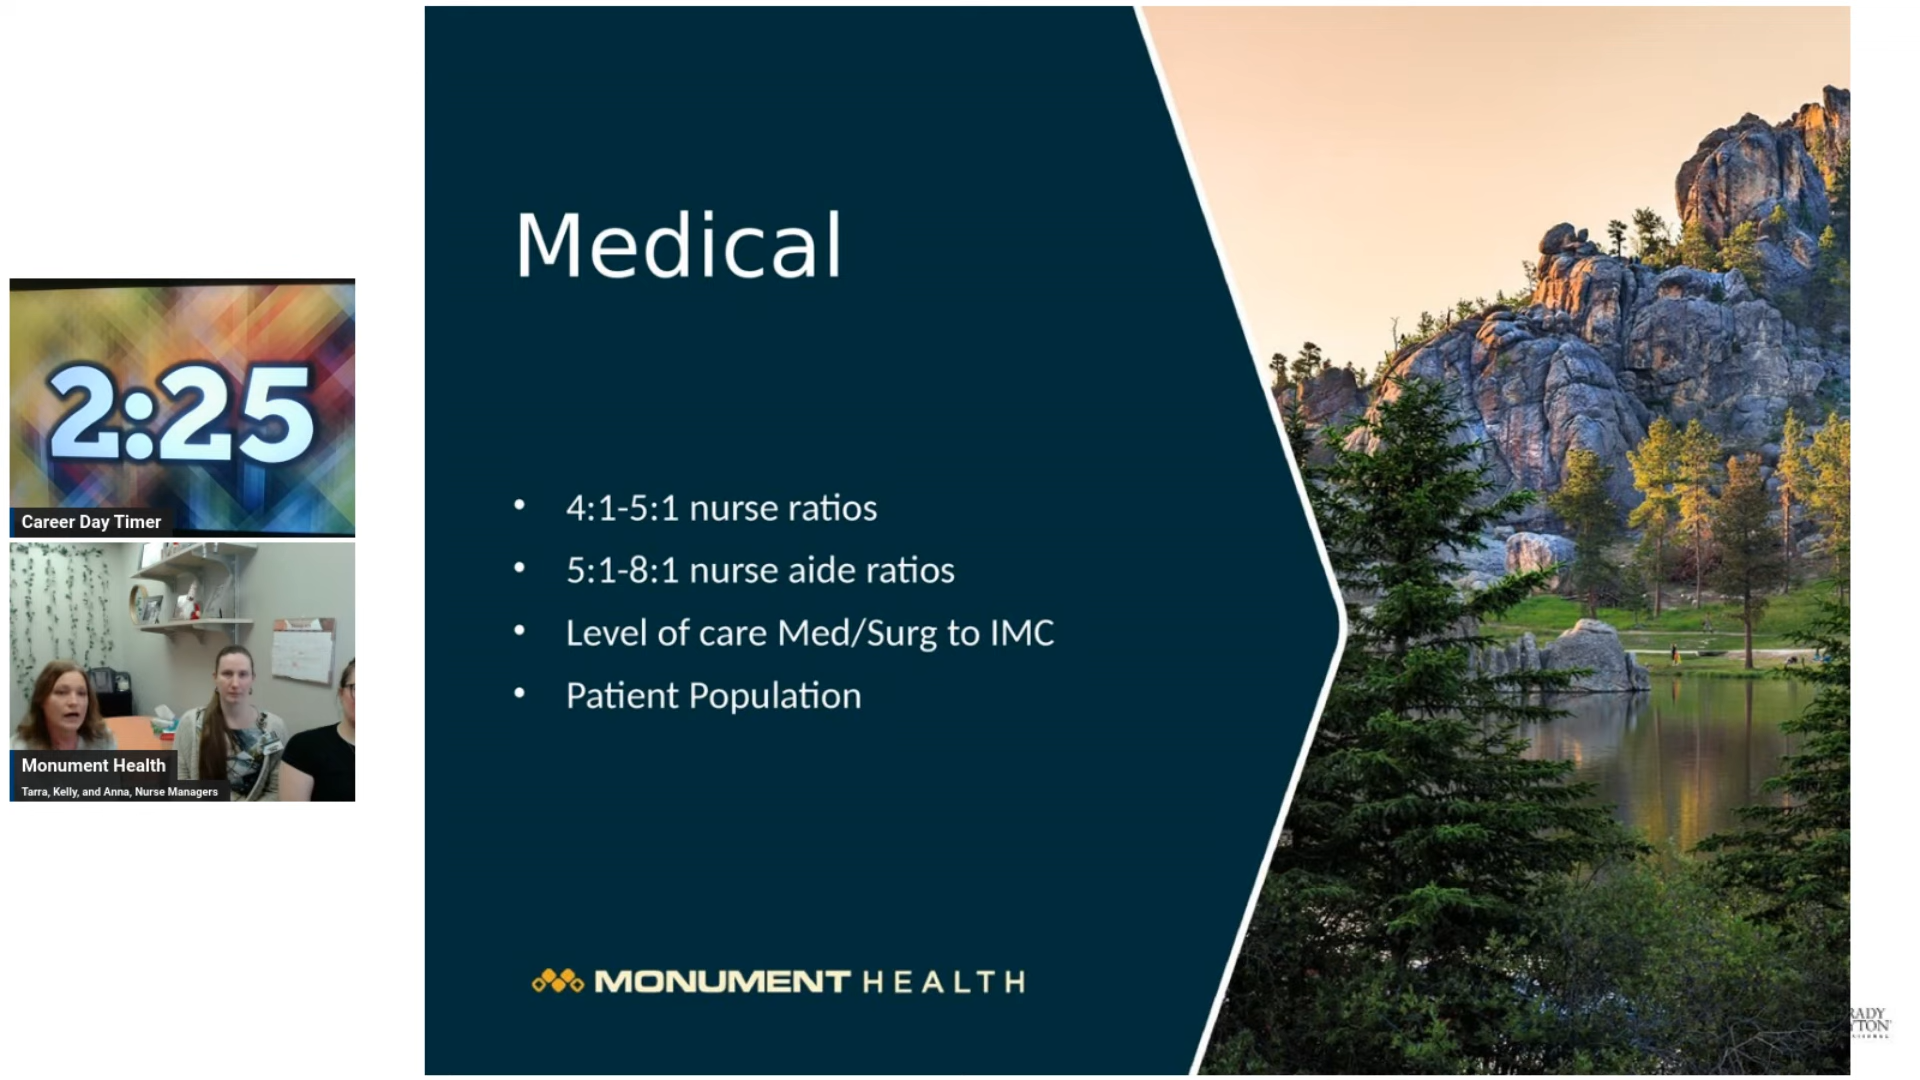 2:25
Career Day Timer
Monument Health
Tarra, Kelly, and Anna, Nurse Managers
Medical
• 4:1-5:1 nurse ratios
• 5:1-8:1 nurse aide ratios
• Level of care Med/Surg to IMC
• Patient Population
MONUMENT HEALTH